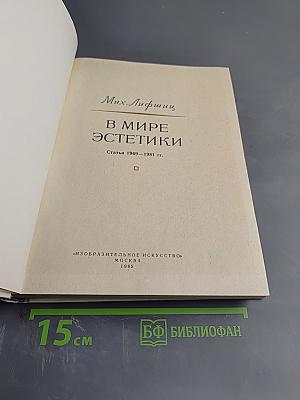 Мих. Лифшиц
В МИРЕ
ЭСТЕТИКИ
Статьи 1969—1981 гг.
«ИЗОБРАЗИТЕЛЬНОЕ ИСКУССТВО»
МОСКВА
1985
15 см
БФ БИБЛИОФАН